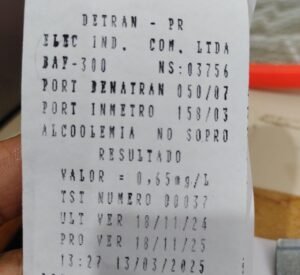 DETRAN - PR
ELEC IND. COM. LTDA
BAF-300 NS:03756
PORT DENATRAN 050/07
PORT INMETRO 158/03
ALCOOLEMIA NO SOPRO
RESULTADO
VALOR = 0,65mg/L
TST NUMERO 00037
ULT VER 18/11/24
PRO VER 18/11/25
13:27 13/03/2025